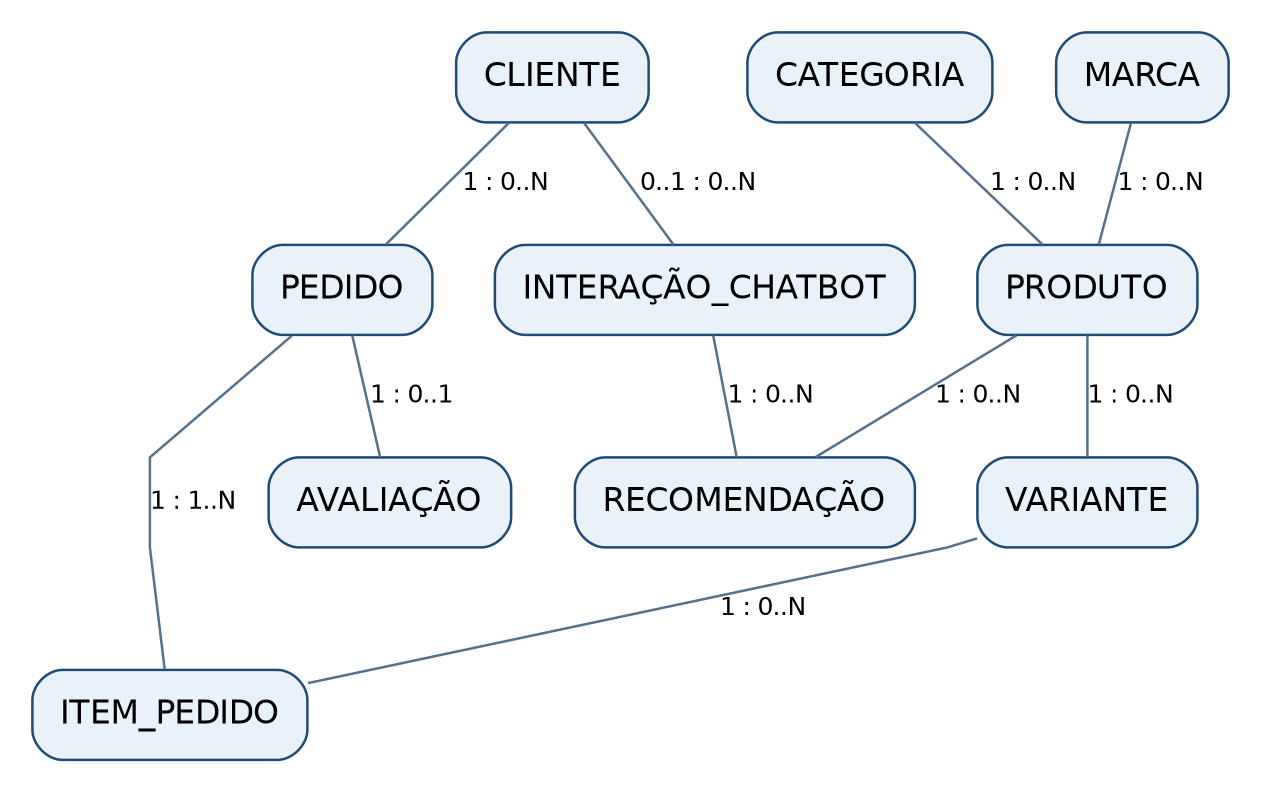 CLIENTE
CATEGORIA
MARCA
1 : 0..N
0..1 : 0..N
1 : 0..N
1 : 0..N
PEDIDO
INTERAÇÃO_CHATBOT
PRODUTO
1 : 0..1
1 : 0..N
1 : 0..N
1 : 0..N
1 : 1..N
AVALIAÇÃO
RECOMENDAÇÃO
VARIANTE
1 : 0..N
ITEM_PEDIDO